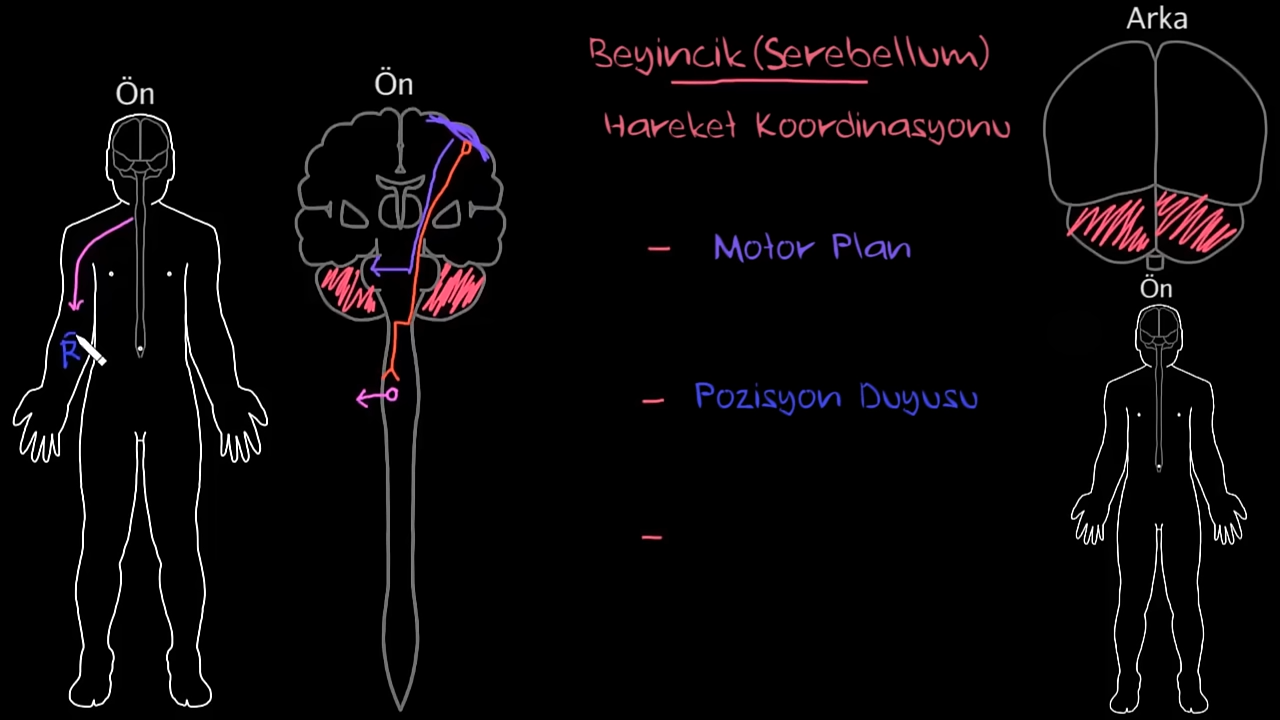 Ön
Ön
Beyincik (Serebellum)
Hareket Koordinasyonu
- Motor Plan
- Pozisyon Duyusu
-
Arka
Ön